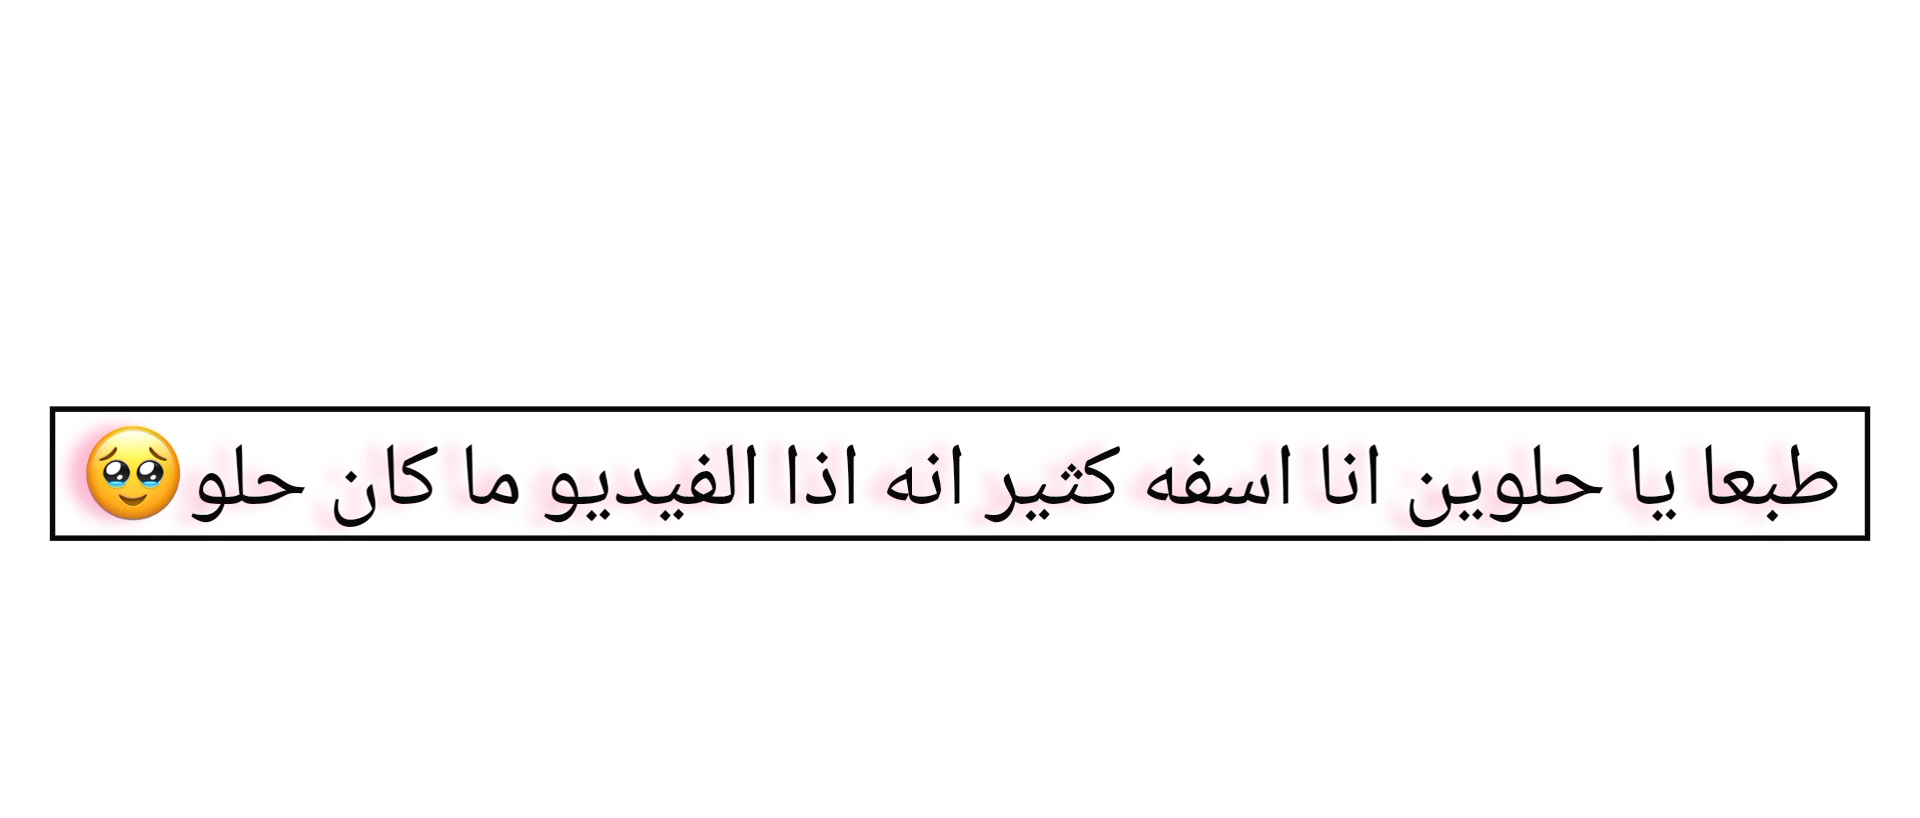 طبعا يا حلوين انا اسفه كثير انه اذا الفيديو ما كان حلو🥹